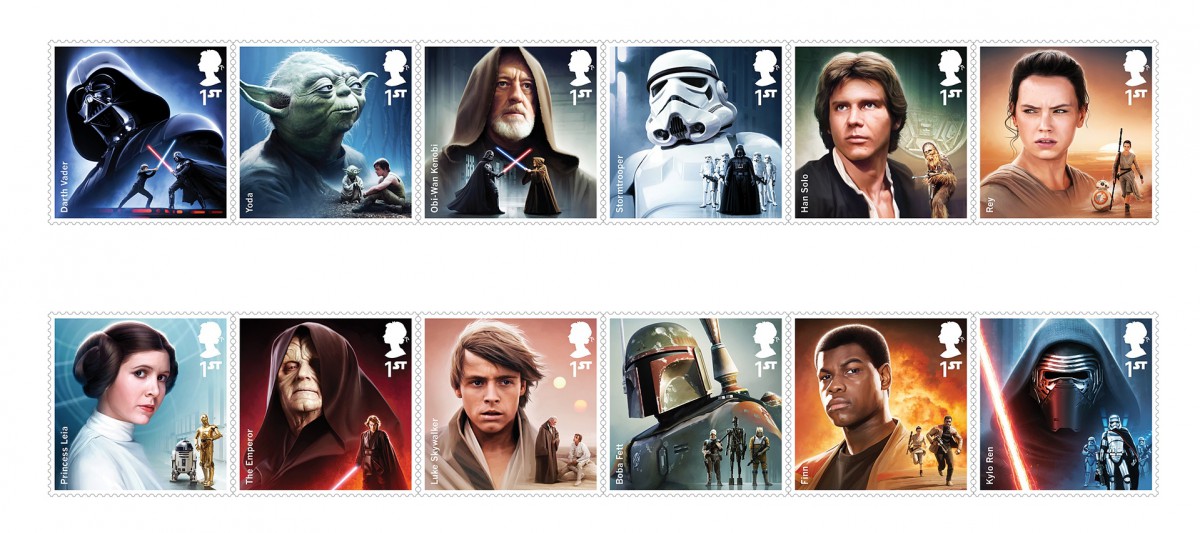 1ST
Darth Vader
1ST
Yoda
1ST
Obi-Wan Kenobi
1ST
Stormtrooper
1ST
Han Solo
1ST
Rey
1ST
Princess Leia
1ST
The Emperor
1ST
Luke Skywalker
1ST
Boba Fett
1ST
Finn
1ST
Kylo Ren